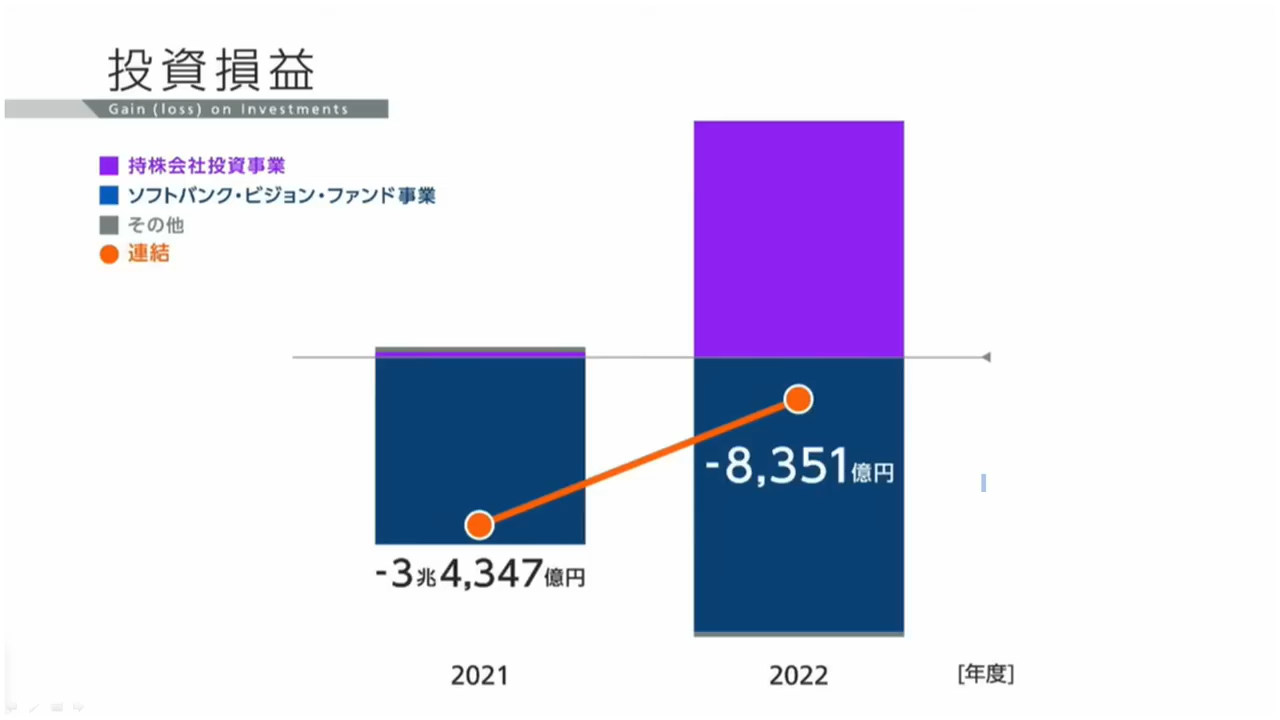 投資損益
Gain (loss) on Investments
持株会社投資事業
ソフトバンク・ビジョン・ファンド事業
その他
連結
-8,351億円
-3兆4,347億円
2021
2022
[年度]